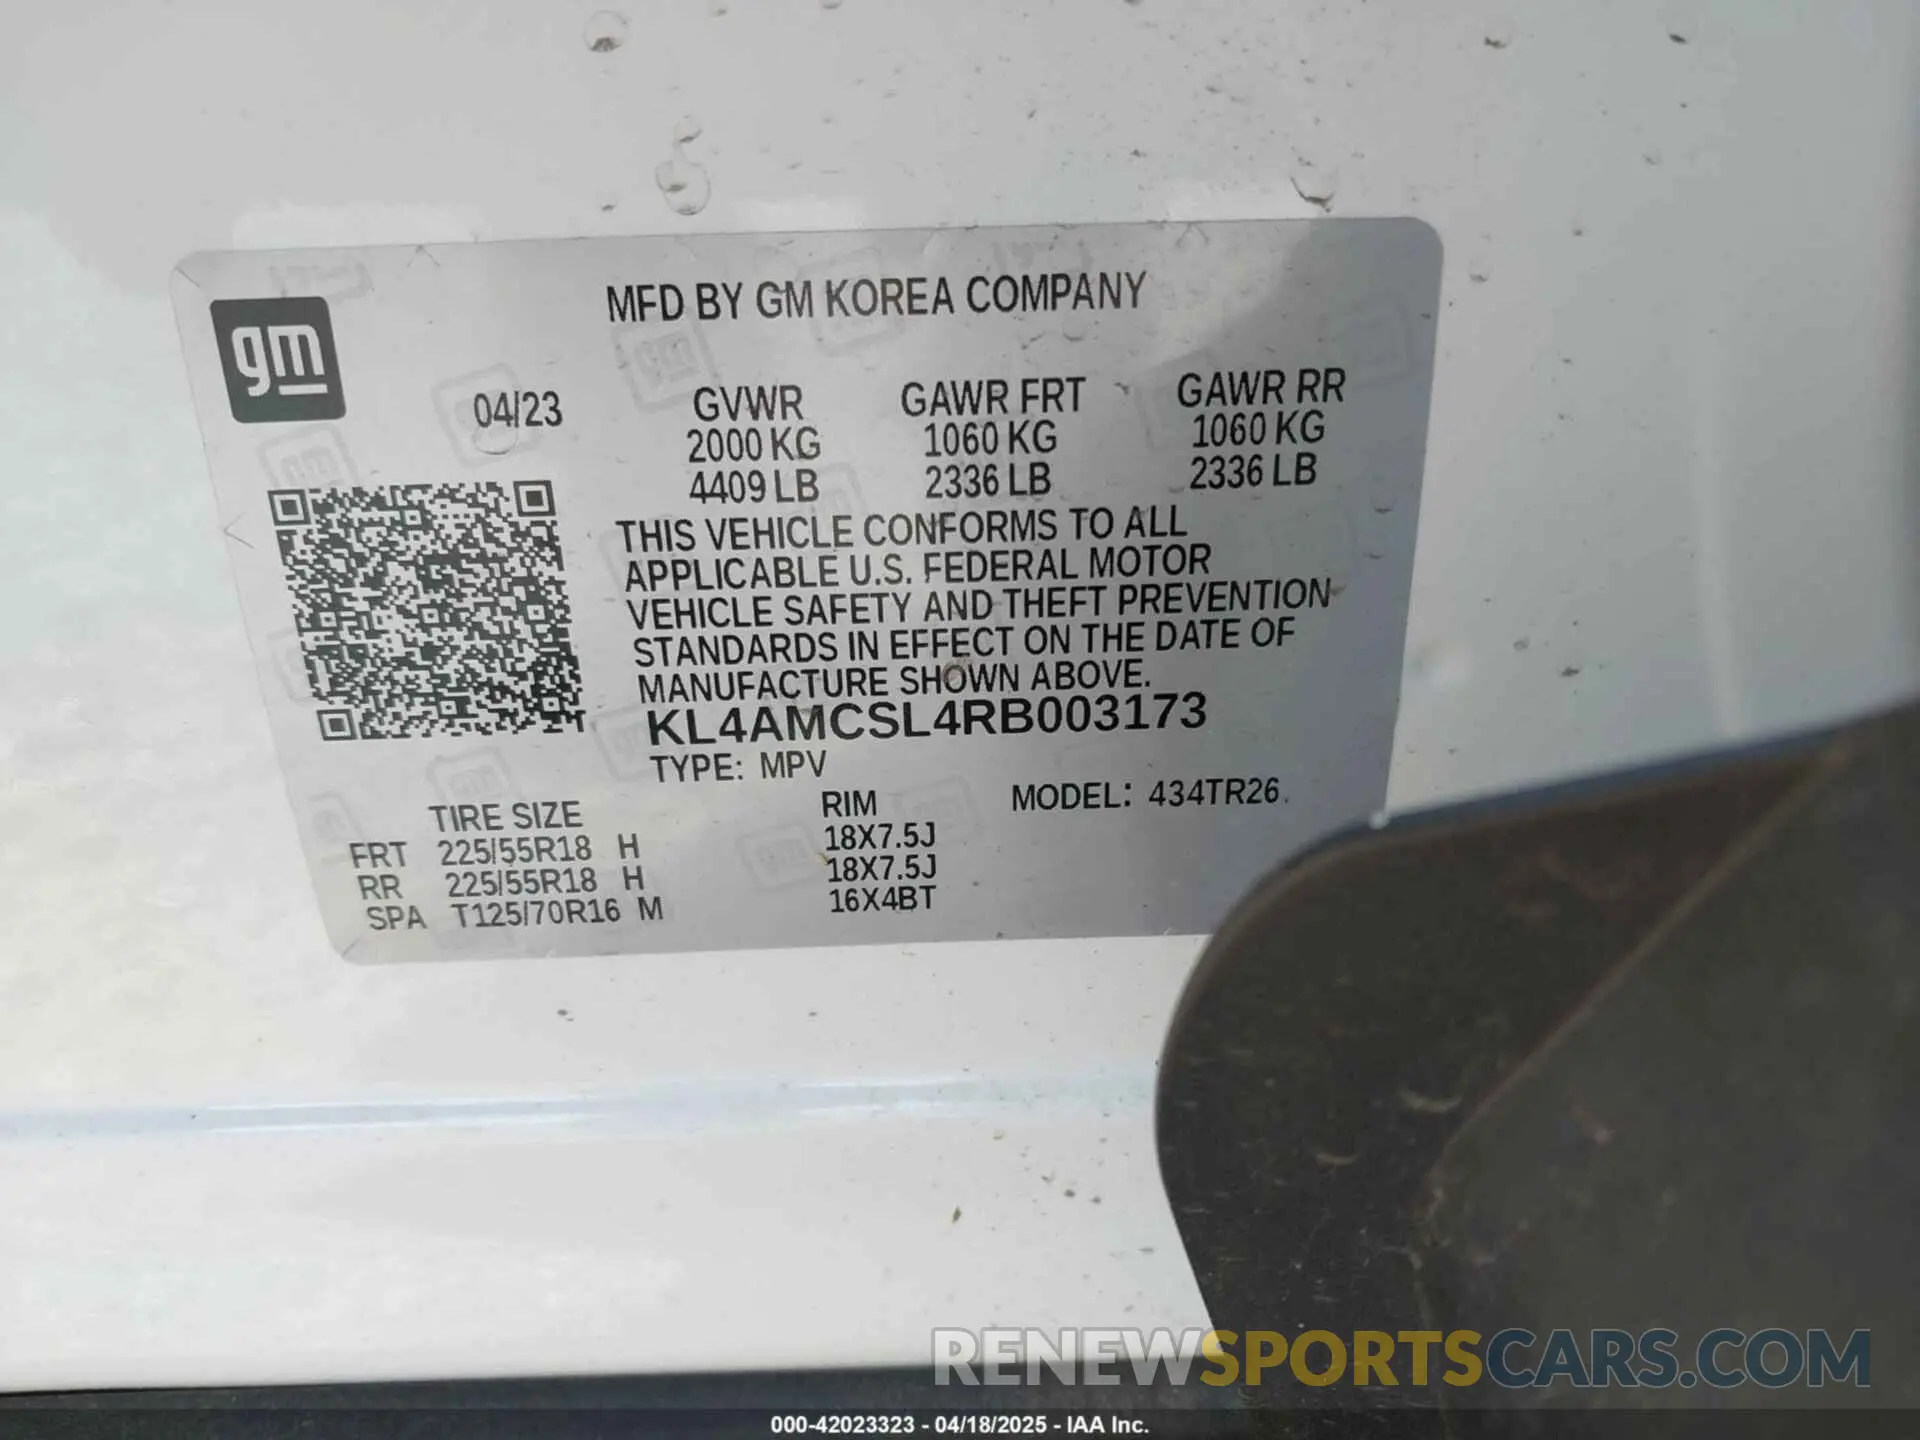 MFD BY GM KOREA COMPANY
gm
04/23 GVWR GAWR FRT GAWR RR
2000 KG 1060 KG 1060 KG
4409 LB 2336 LB 2336 LB
THIS VEHICLE CONFORMS TO ALL
APPLICABLE U.S. FEDERAL MOTOR
VEHICLE SAFETY AND THEFT PREVENTION
STANDARDS IN EFFECT ON THE DATE OF
MANUFACTURE SHOWN ABOVE.
KL4AMCSL4RB003173
TYPE: MPV
TIRE SIZE RIM MODEL: 434TR26
FRT 225/55R18 H 18X7.5J
RR 225/55R18 H 18X7.5J
SPA T125/70R16 M 16X4BT
RENEWSPORTSCARS.COM
000-42023323 - 04/18/2025 - IAA Inc.